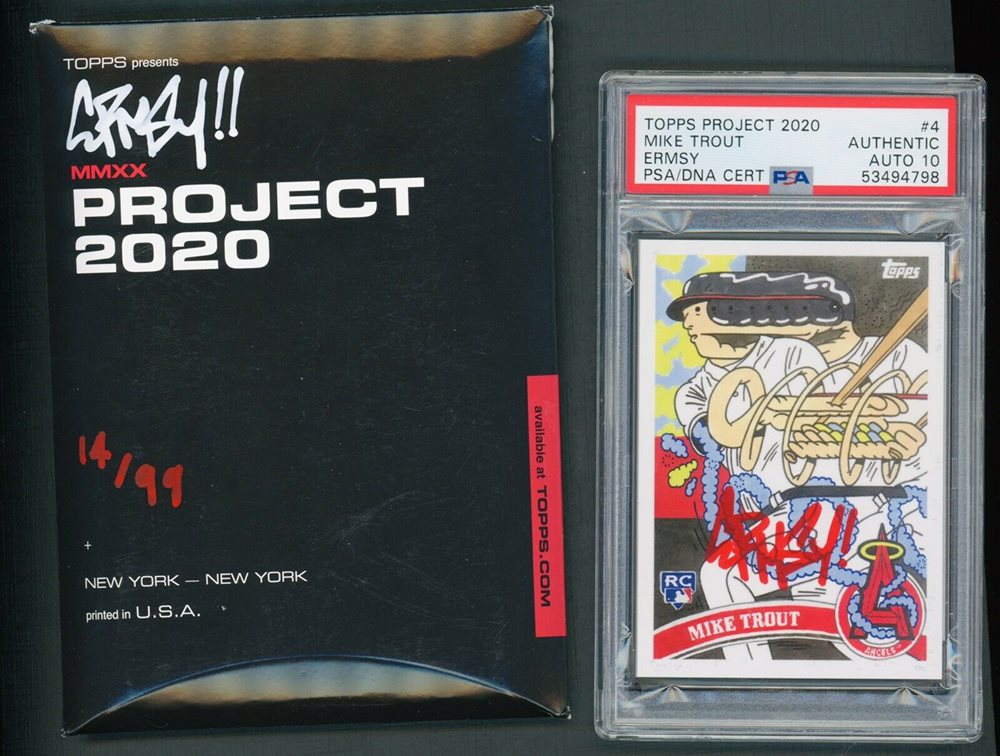 TOPPS presents
ERMSY!!
MMXX
PROJECT
2020
14/99
available at TOPPS.COM
+
NEW YORK — NEW YORK
printed in U.S.A.
TOPPS PROJECT 2020 #4
MIKE TROUT AUTHENTIC
ERMSY AUTO 10
PSA/DNA CERT PSA 53494798
Topps
ERMSY!!
RC
MIKE TROUT
A
ANGELS